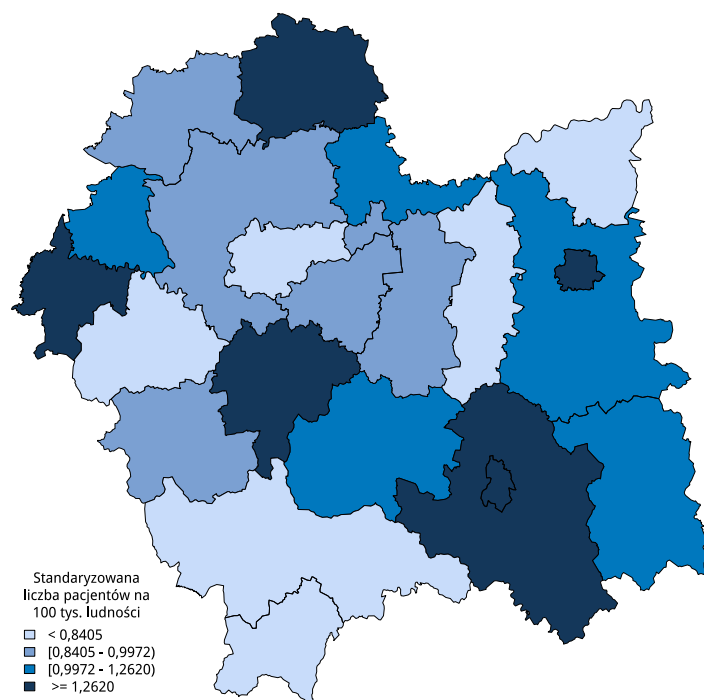 Standaryzowana
liczba pacjentów na
100 tys. ludności
< 0,8405
[0,8405 - 0,9972)
[0,9972 - 1,2620)
>= 1,2620